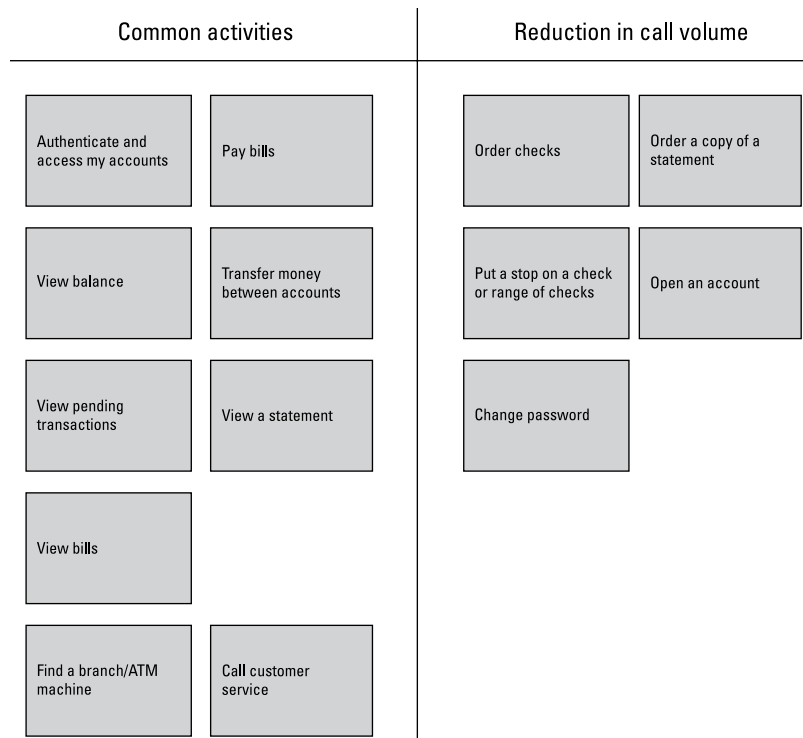 Common activities
Reduction in call volume
Authenticate and
access my accounts
Pay bills
Order checks
Order a copy of a
statement
View balance
Transfer money
between accounts
Put a stop on a check
or range of checks
Open an account
View pending
transactions
View a statement
Change password
View bills
Find a branch/ATM
machine
Call customer
service